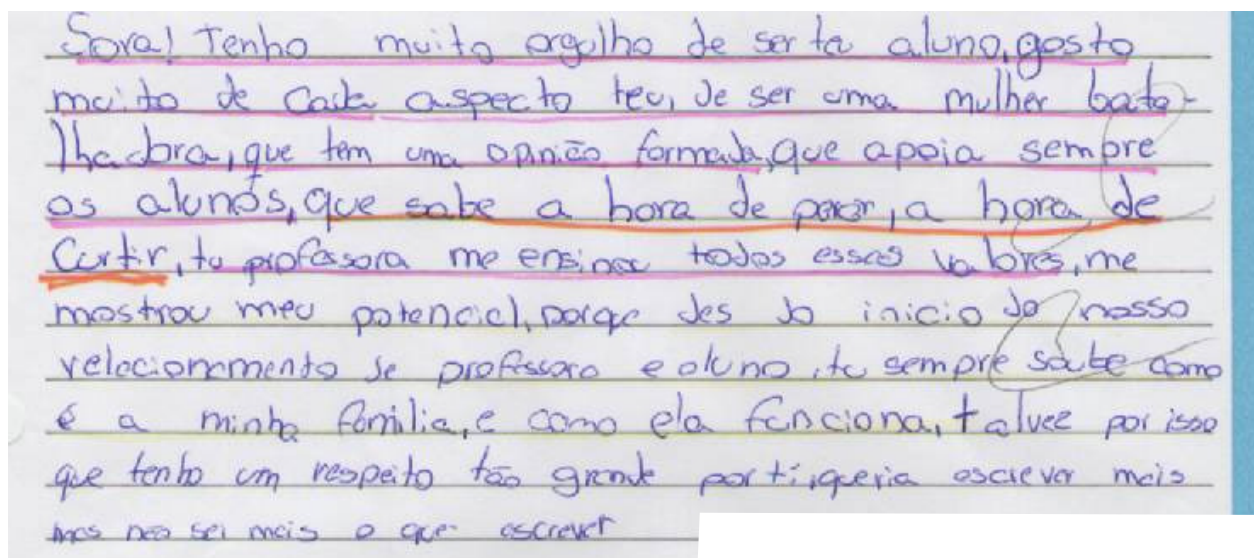 Sora! Tenho muito orgulho de ser teu aluno, gosto
muito de cada aspecto teu, de ser uma mulher bata-
lhadora, que tem uma opinião formada, que apoia sempre
os alunos, que sabe a hora de parar, a hora de
Curtir, tu professora me ensinou todos esses valores, me
mostrou meu potencial, porque des do inicio do nosso
relacionamento de professora e aluno, tu sempre soube como
é a minha familia, e como ela funciona, talvez por isso
que tenho um respeito tão grande por ti, queria escrever mais
mas não sei mais o que escrever